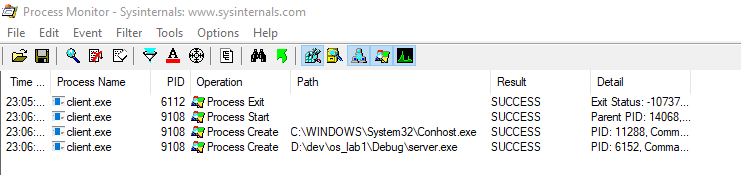 Process Monitor - Sysinternals: www.sysinternals.com
File Edit Event Filter Tools Options Help
Time ... Process Name PID Operation Path Result Detail
23:05:... client.exe 6112 Process Exit SUCCESS Exit Status: -10737...
23:06:... client.exe 9108 Process Start SUCCESS Parent PID: 14068,...
23:06:... client.exe 9108 Process Create C:\WINDOWS\System32\Conhost.exe SUCCESS PID: 11288, Comma...
23:06:... client.exe 9108 Process Create D:\dev\os_lab1\Debug\server.exe SUCCESS PID: 6152, Comma...